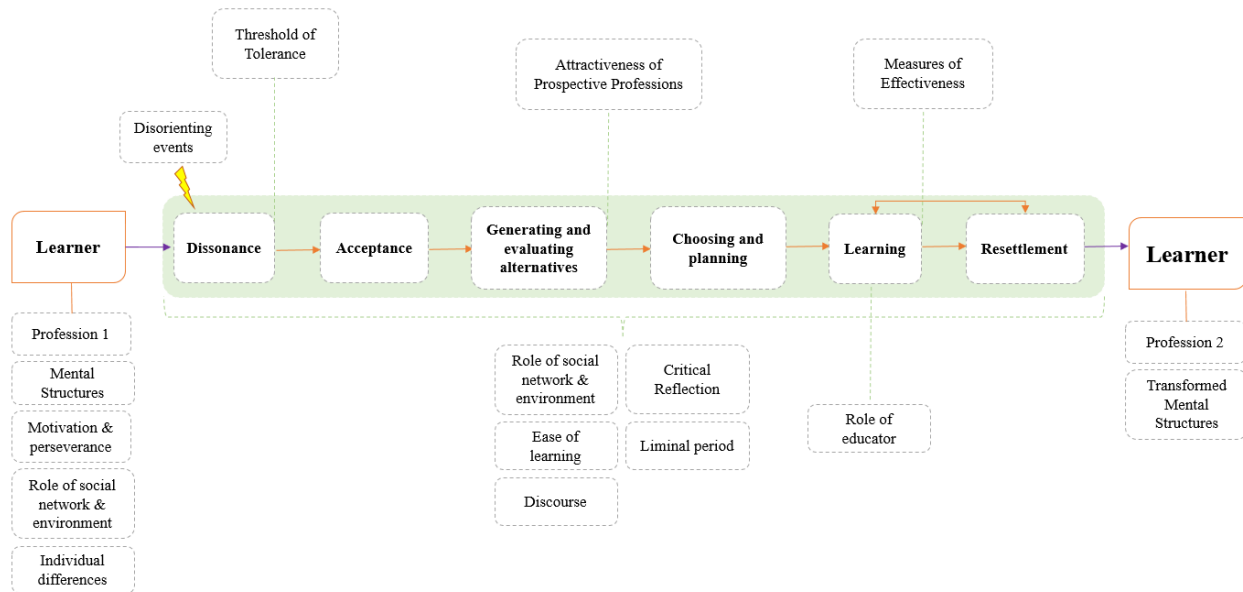 Threshold of
Tolerance
Attractiveness of
Prospective Professions
Measures of
Effectiveness
Disorienting
events
Learner
Dissonance
Acceptance
Generating and
evaluating
alternatives
Choosing and
planning
Learning
Resettlement
Learner
Profession 1
Mental
Structures
Motivation &
perseverance
Role of social
network &
environment
Individual
differences
Role of social
network &
environment
Critical
Reflection
Ease of
learning
Liminal period
Discourse
Role of
educator
Profession 2
Transformed
Mental
Structures